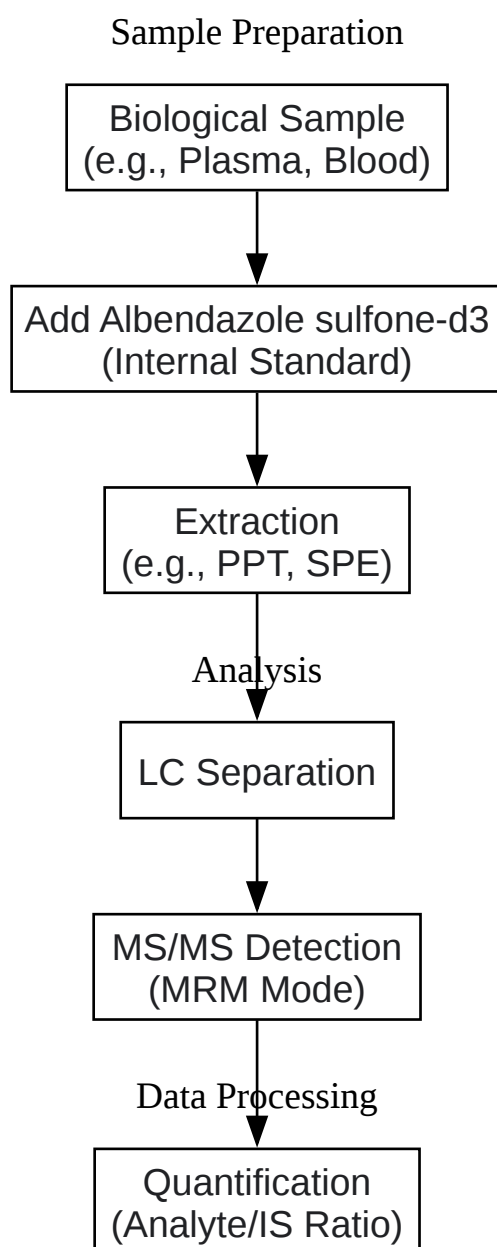 Sample Preparation
Biological Sample
(e.g., Plasma, Blood)
Add Albendazole sulfone-d3
(Internal Standard)
Extraction
(e.g., PPT, SPE)
Analysis
LC Separation
MS/MS Detection
(MRM Mode)
Data Processing
Quantification
(Analyte/IS Ratio)